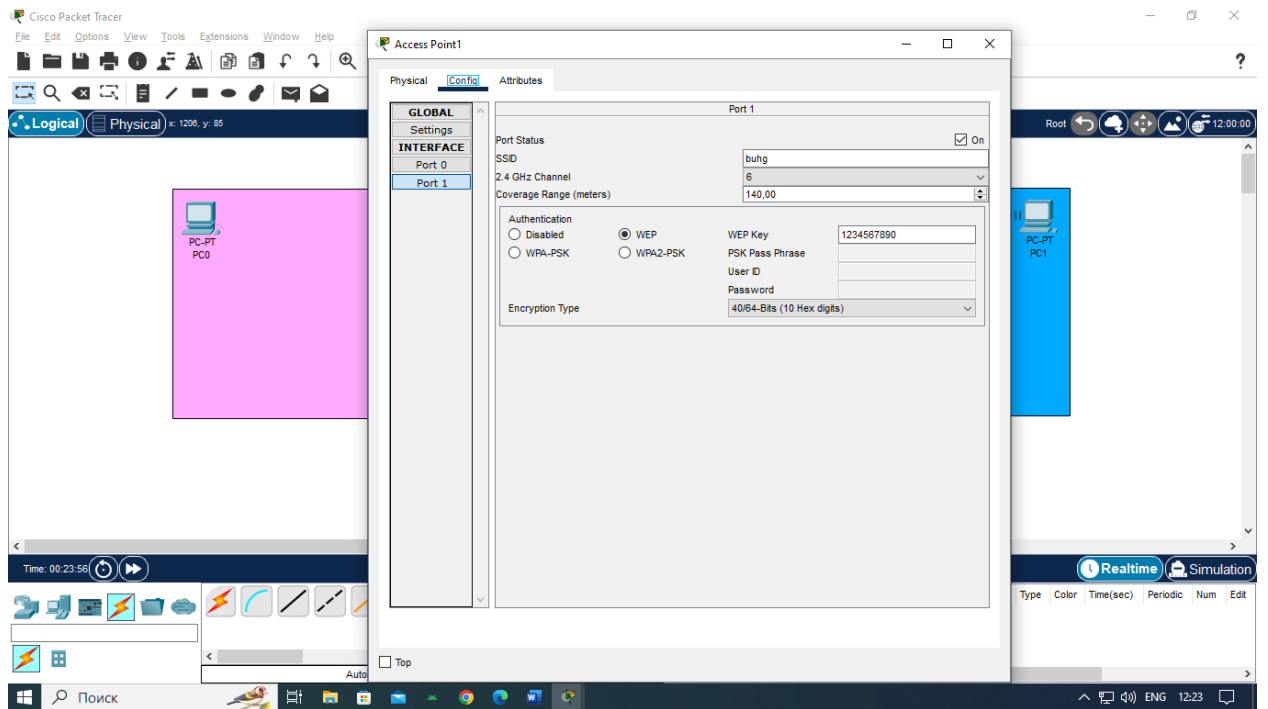 Cisco Packet Tracer
File Edit Options View Tools Extensions Window Help
Access Point1
Physical Config Attributes
Logical Physical x: 1206, y: 85
Root 12:00:00
GLOBAL
Settings
INTERFACE
Port 0
Port 1
Port 1
Port Status On
SSID buhg
2.4 GHz Channel 6
Coverage Range (meters) 140,00
Authentication
Disabled WEP WEP Key 1234567890
WPA-PSK WPA2-PSK PSK Pass Phrase
User ID
Password
Encryption Type 40/64-Bits (10 Hex digits)
PC-PT
PC0
PC-PT
PC1
Time: 00:23:56
Realtime Simulation
Type Color Time(sec) Periodic Num Edit
Auto
Top
Поиск
ENG 12:23